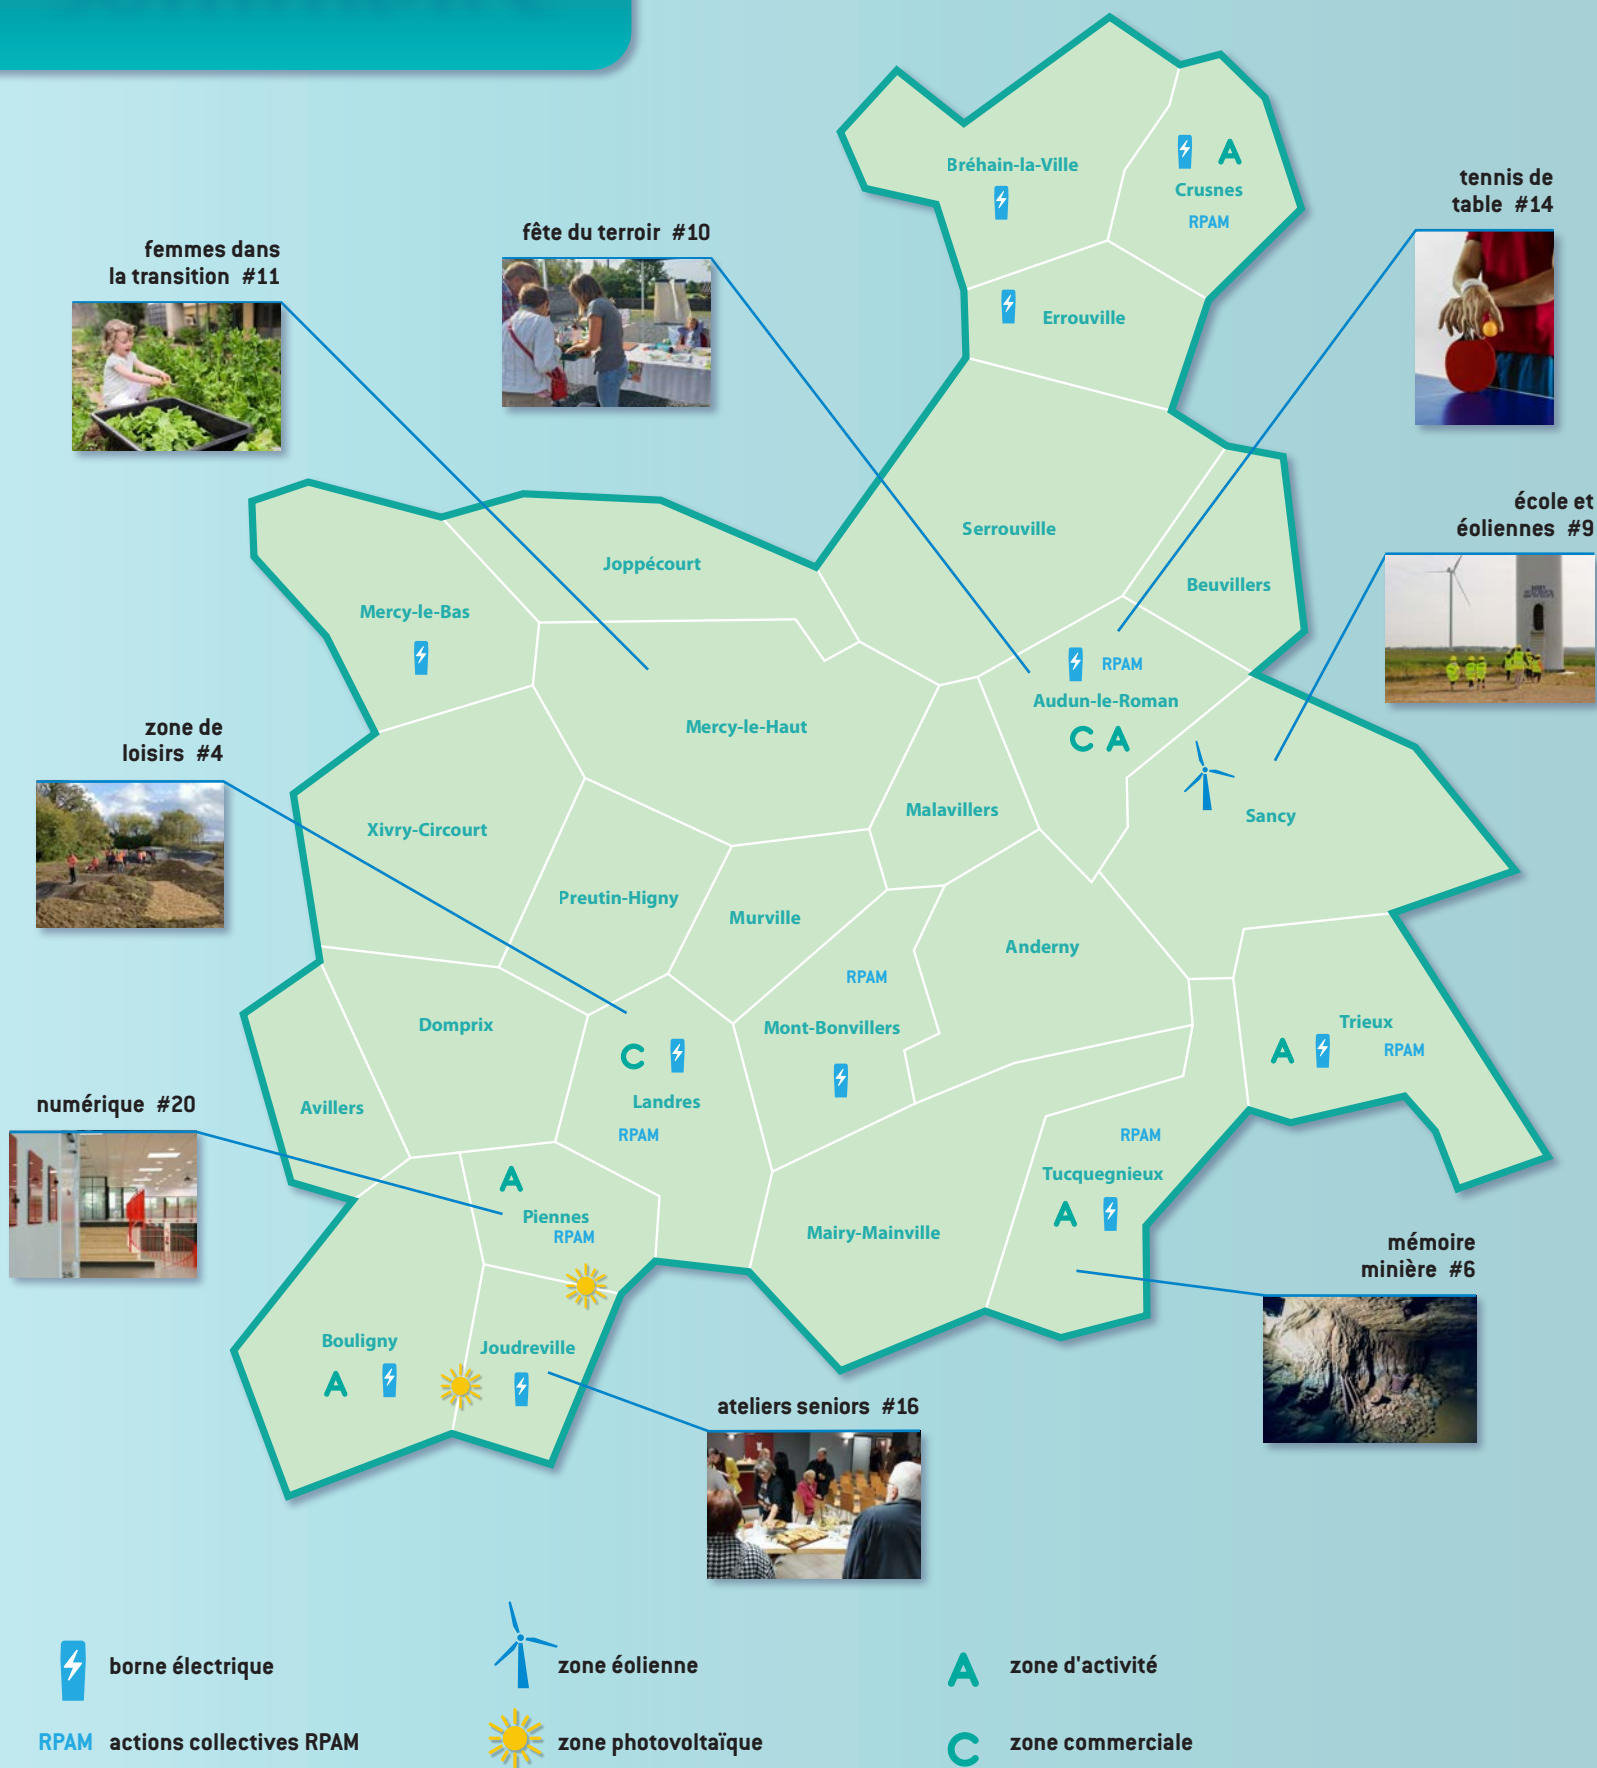 Bréhain-la-Ville
Crusnes
A
RPAM
tennis de
table #14
fête du terroir #10
femmes dans
la transition #11
Errouville
école et
éoliennes #9
Serrouville
Joppécourt
Beuvillers
Mercy-le-Bas
RPAM
Audun-le-Roman
C A
Mercy-le-Haut
zone de
loisirs #4
Malavillers
Sancy
Xivry-Circourt
Preutin-Higny
Murville
Anderny
RPAM
Mont-Bonvillers
Domprix
Trieux
A
RPAM
C
Landres
RPAM
Avillers
numérique #20
RPAM
Tucquegnieux
A
A
Piennes
RPAM
Mairy-Mainville
mémoire
minière #6
Bouligny
A
Joudreville
ateliers seniors #16
borne électrique
zone éolienne
A zone d'activité
RPAM actions collectives RPAM
zone photovoltaïque
C zone commerciale